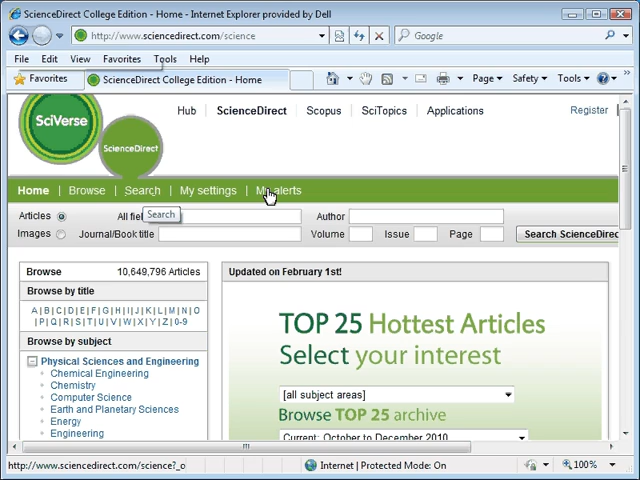 ScienceDirect College Edition - Home - Internet Explorer provided by Dell
http://www.sciencedirect.com/science
Google
File Edit View Favorites Tools Help
Favorites ScienceDirect College Edition - Home
Page Safety Tools
SciVerse
ScienceDirect
Hub ScienceDirect Scopus SciTopics Applications Register
Home | Browse | Search | My settings | My alerts
Articles All fiel Author
Search
Images Journal/Book title Volume Issue Page Search ScienceDirec
Browse 10,649,796 Articles
Browse by title
A|B|C|D|E|F|G|H|I|J|K|L|M|N|O
|P|Q|R|S|T|U|V|W|X|Y|Z|0-9
Browse by subject
Physical Sciences and Engineering
Chemical Engineering
Chemistry
Computer Science
Earth and Planetary Sciences
Energy
Engineering
Updated on February 1st!
TOP 25 Hottest Articles
Select your interest
[all subject areas]
Browse TOP 25 archive
Current: October to December 2010
http://www.sciencedirect.com/science?_o
Internet | Protected Mode: On
100%